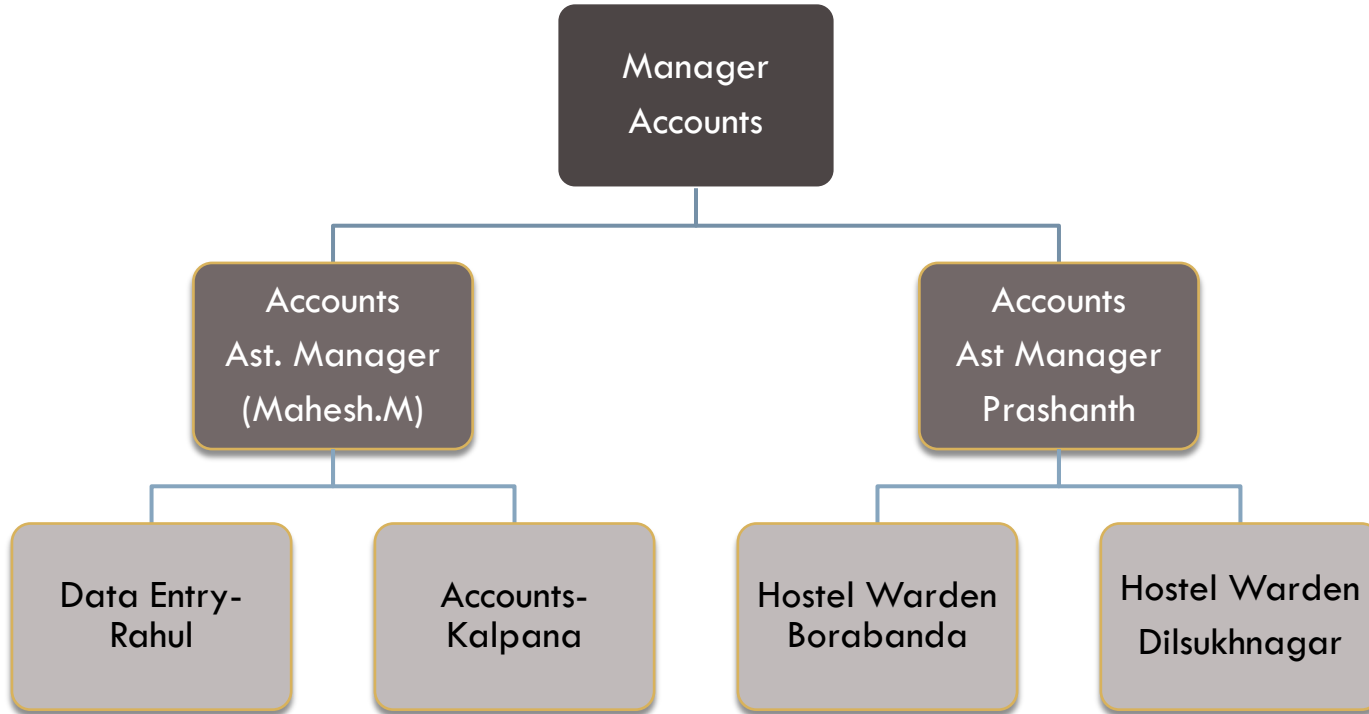 Manager
Accounts
Accounts
Ast. Manager
(Mahesh.M)
Accounts
Ast Manager
Prashanth
Data Entry-
Rahul
Accounts-
Kalpana
Hostel Warden
Borabanda
Hostel Warden
Dilsukhnagar